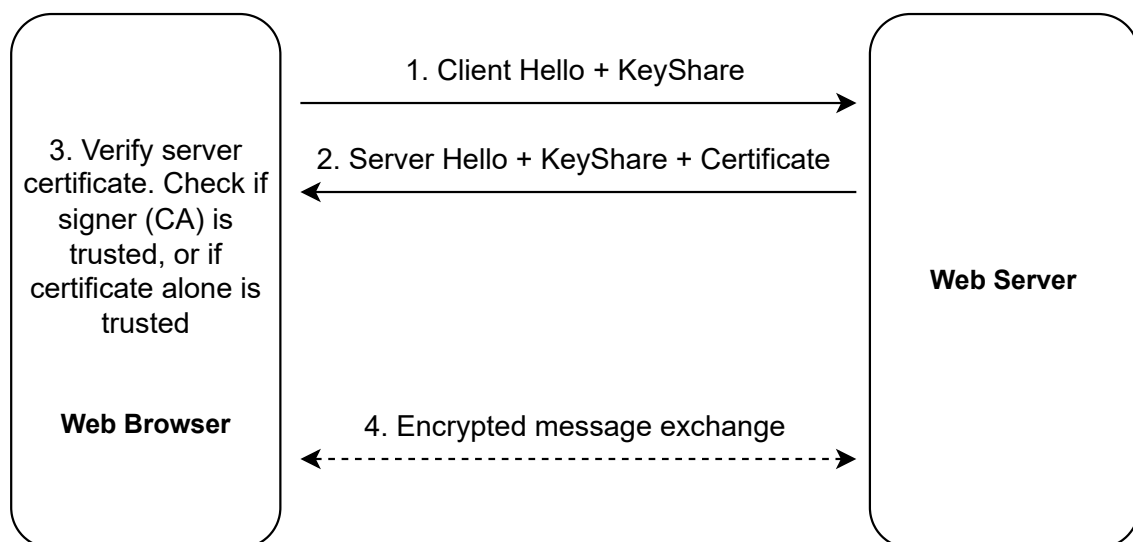 1. Client Hello + KeyShare
2. Server Hello + KeyShare + Certificate
3. Verify server
certificate. Check if
signer (CA) is
trusted, or if
certificate alone is
trusted
Web Server
Web Browser
4. Encrypted message exchange